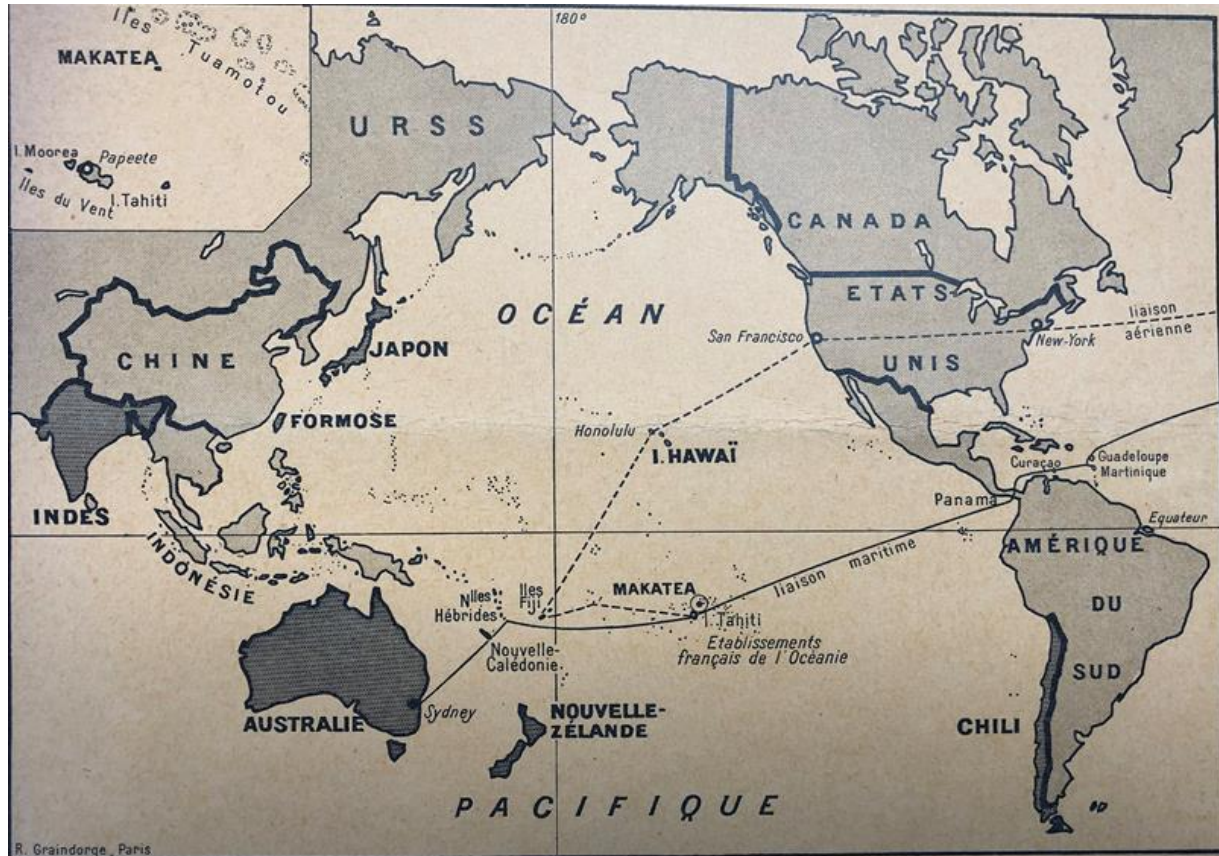 Iles
Tuamotou
MAKATEA
I. Moorea
Papeete
Iles du Vent
I. Tahiti
180°
URSS
CANADA
ETATS
UNIS
OCÉAN
San Francisco
New-York
liaison
aérienne
CHINE
JAPON
FORMOSE
Honolulu
I. HAWAÏ
Curaçao
Guadeloupe
Martinique
Panama
INDES
INDONÉSIE
Equateur
AMÉRIQUE
DU
SUD
liaison maritime
MAKATEA
I. Tahiti
Etablissements
français de l'Océanie
Nlles
Hébrides
Iles
Fiji
Nouvelle-
Calédonie
AUSTRALIE
Sydney
NOUVELLE-
ZÉLANDE
CHILI
PACIFIQUE
R. Graindorge, Paris